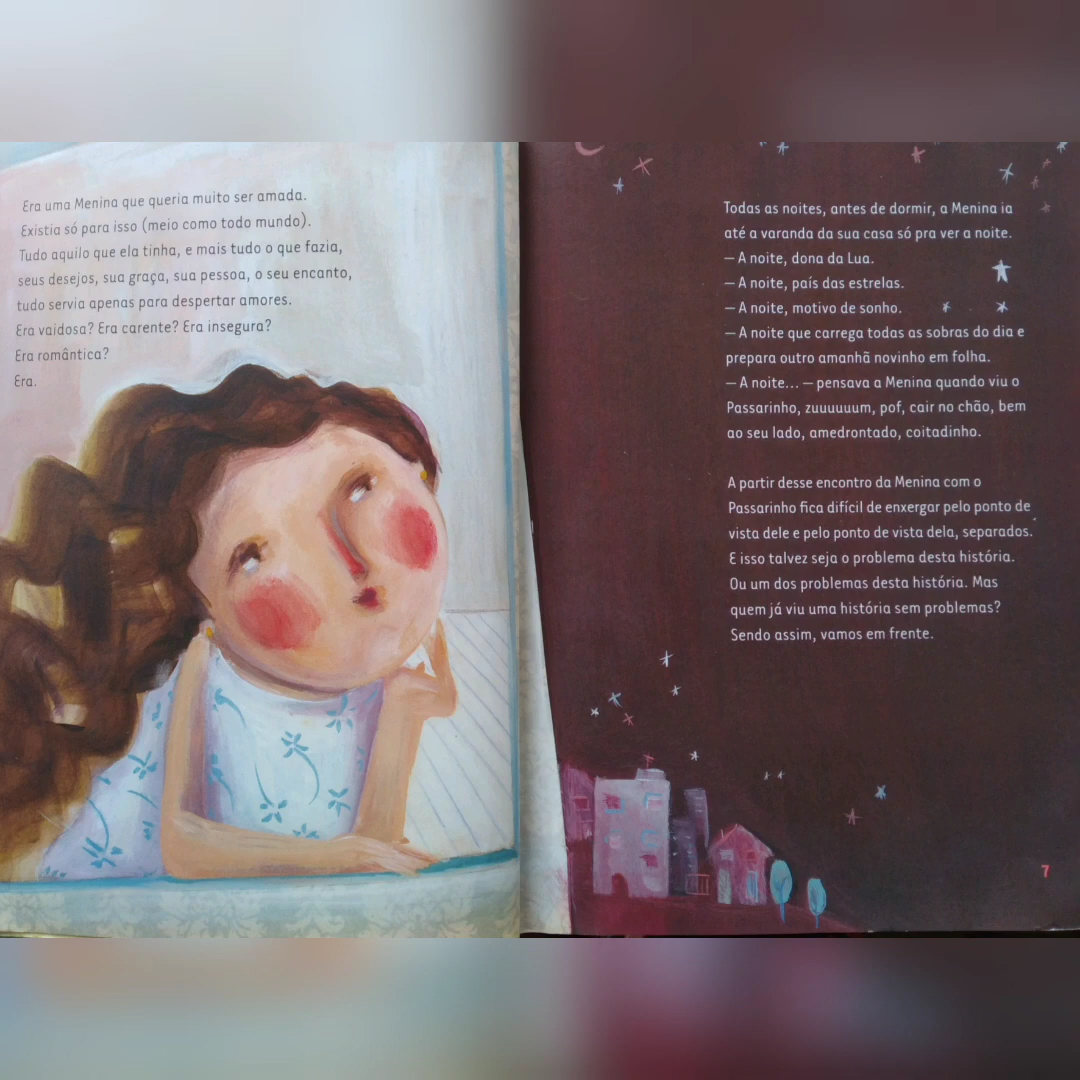 Era uma Menina que queria muito ser amada.
Existia só para isso (meio como todo mundo).
Tudo aquilo que ela tinha, e mais tudo o que fazia,
seus desejos, sua graça, sua pessoa, o seu encanto,
tudo servia apenas para despertar amores.
Era vaidosa? Era carente? Era insegura?
Era romântica?
Era.
Todas as noites, antes de dormir, a Menina ia
até a varanda da sua casa só pra ver a noite.
— A noite, dona da Lua.
— A noite, país das estrelas.
— A noite, motivo de sonho.
— A noite que carrega todas as sobras do dia e
prepara outro amanhã novinho em folha.
— A noite... — pensava a Menina quando viu o
Passarinho, zuuuuuum, pof, cair no chão, bem
ao seu lado, amedrontado, coitadinho.
A partir desse encontro da Menina com o
Passarinho fica difícil de enxergar pelo ponto de
vista dele e pelo ponto de vista dela, separados.
E isso talvez seja o problema desta história.
Ou um dos problemas desta história. Mas
quem já viu uma história sem problemas?
Sendo assim, vamos em frente.
7